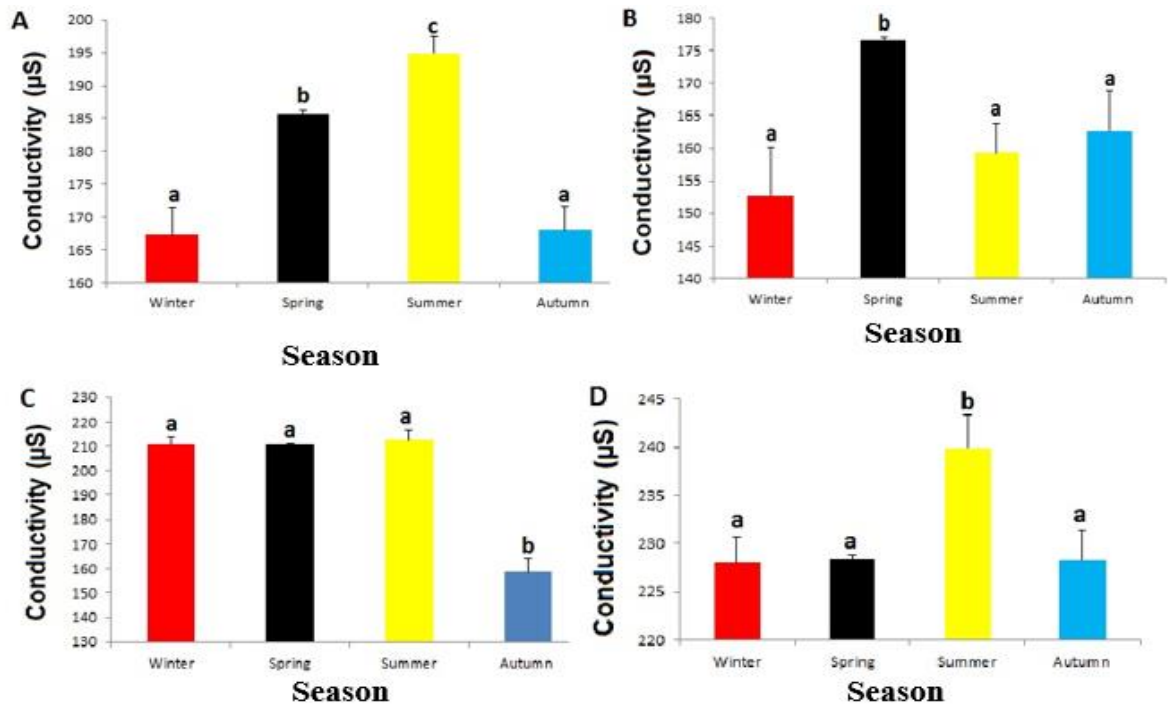 A
Conductivity (µS)
200
195
190
185
180
175
170
165
160
a
b
c
a
Winter Spring Summer Autumn
Season
B
Conductivity (µS)
180
175
170
165
160
155
150
145
140
a
b
a
a
Winter Spring Summer Autumn
Season
C
Conductivity (µS)
230
220
210
200
190
180
170
160
150
140
130
a
a
a
b
Winter Spring Summer Autumn
Season
D
Conductivity (µS)
245
240
235
230
225
220
a
a
b
a
Winter Spring Summer Autumn
Season